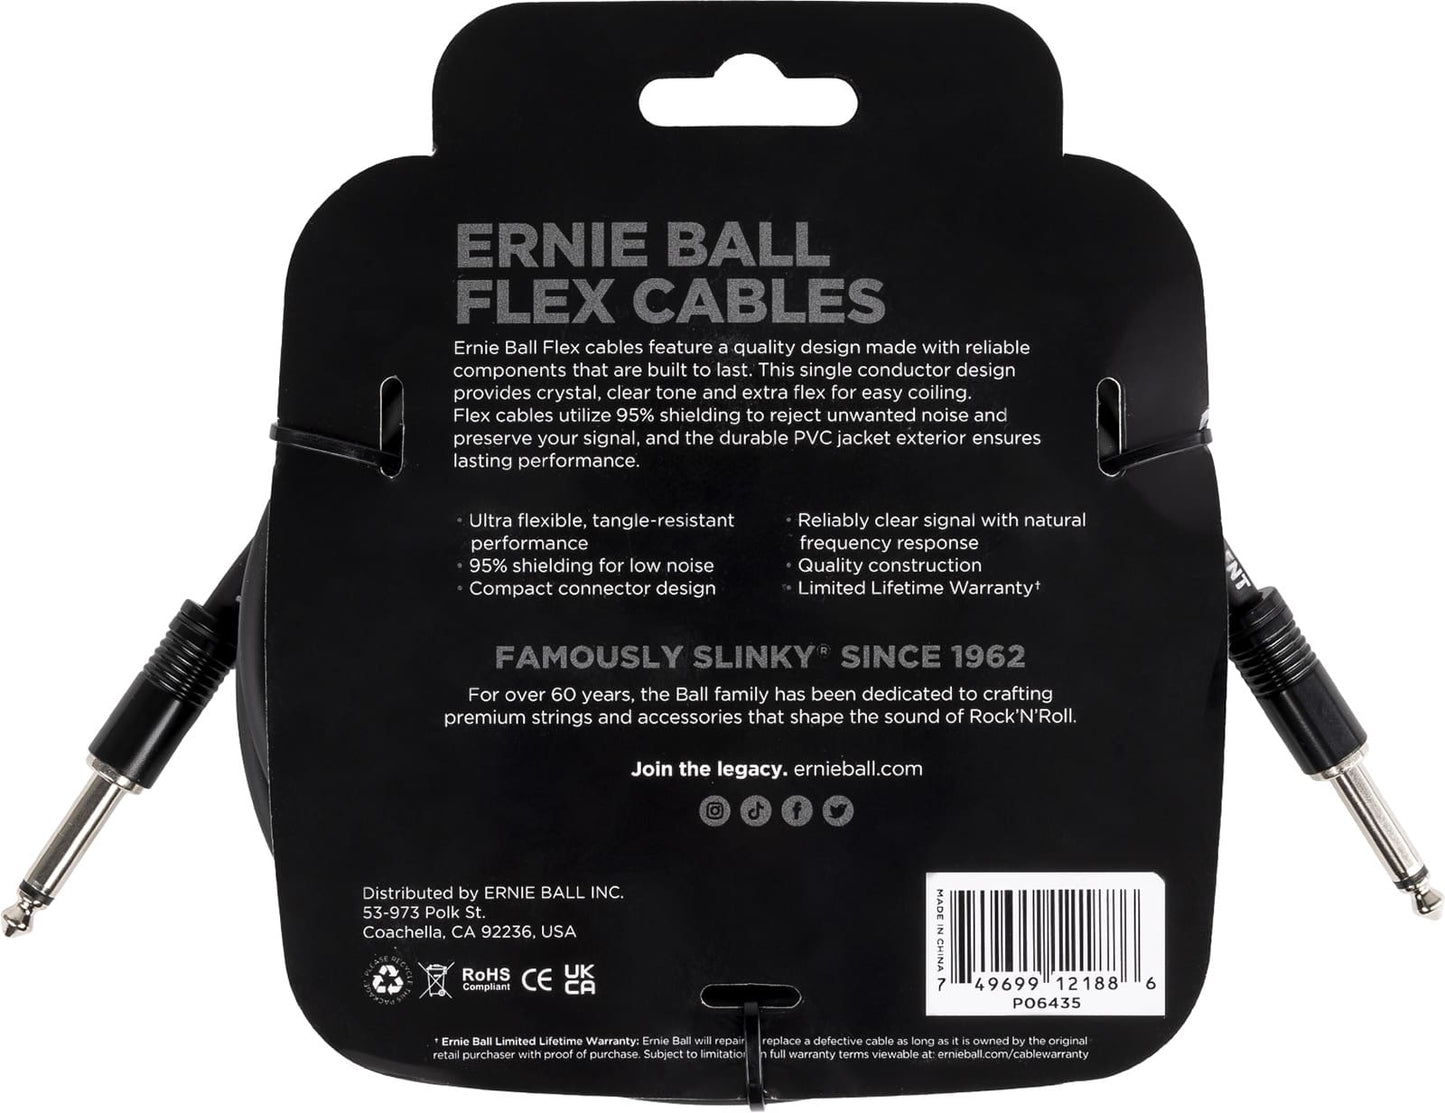 ERNIE BALL
FLEX CABLES
Ernie Ball Flex cables feature a quality design made with reliable
components that are built to last. This single conductor design
provides crystal, clear tone and extra flex for easy coiling.
Flex cables utilize 95% shielding to reject unwanted noise and
preserve your signal, and the durable PVC jacket exterior ensures
lasting performance.
• Ultra flexible, tangle-resistant
performance
• 95% shielding for low noise
• Compact connector design
• Reliably clear signal with natural
frequency response
• Quality construction
• Limited Lifetime Warranty†
FAMOUSLY SLINKY® SINCE 1962
For over 60 years, the Ball family has been dedicated to crafting
premium strings and accessories that shape the sound of Rock'N'Roll.
Join the legacy. ernieball.com
Distributed by ERNIE BALL INC.
53-973 Polk St.
Coachella, CA 92236, USA
PLEASE RECYCLE THIS PACKAGE
RoHS
Compliant
CE
UK
CA
MADE IN CHINA
7 49699 12188 6
P06435
† Ernie Ball Limited Lifetime Warranty: Ernie Ball will repair replace a defective cable as long as it is owned by the original
retail purchaser with proof of purchase. Subject to limitation full warranty terms viewable at: ernieball.com/cablewarranty